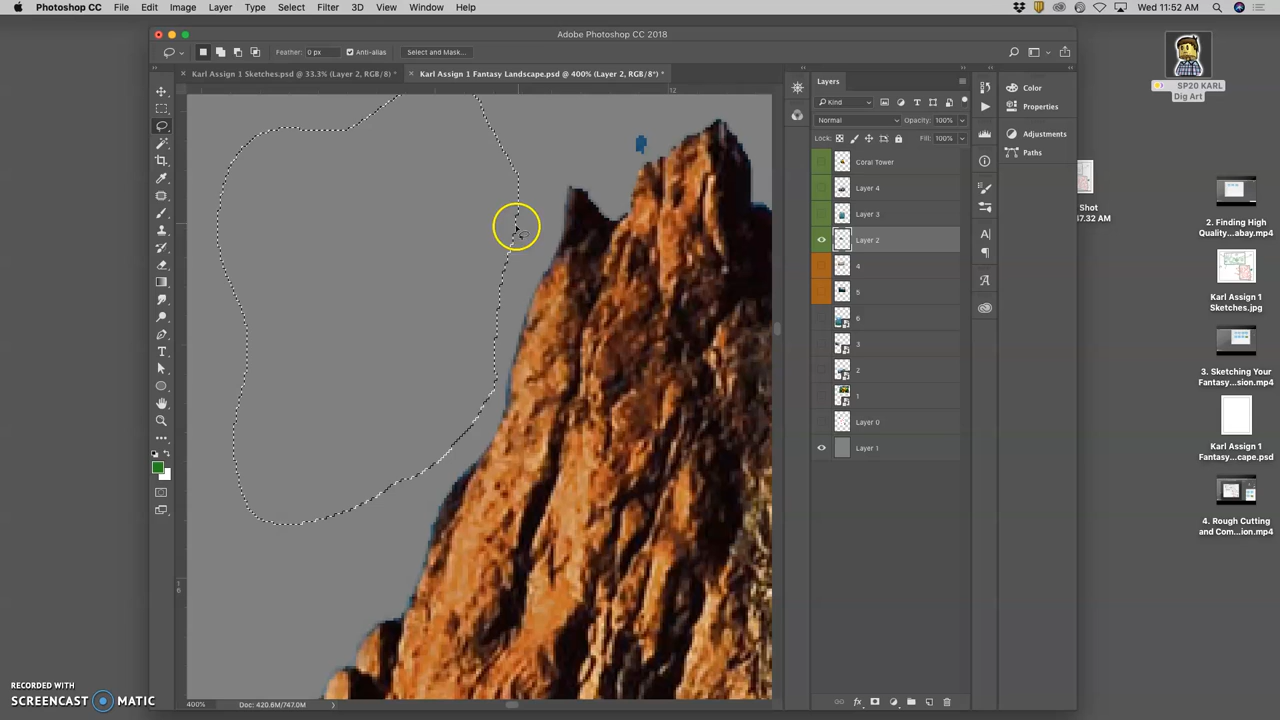 Photoshop CC File Edit Image Layer Type Select Filter 3D View Window Help Wed 11:52 AM
Adobe Photoshop CC 2018
Feather: 0 px Anti-alias Select and Mask...
Karl Assign 1 Sketches.psd @ 33.3% (Layer 2, RGB/8) * Karl Assign 1 Fantasy Landscape.psd @ 400% (Layer 2, RGB/8*) *
12
16
Layers
Kind
Normal Opacity: 100%
Lock: Fill: 100%
Coral Tower
Layer 4
Layer 3
Layer 2
4
5
6
3
2
1
Layer 0
Layer 1
Color
Properties
Adjustments
Paths
SP20 KARL
Dig Art
Shot
17.32 AM
2. Finding High
Quality...abay.mp4
Karl Assign 1
Sketches.jpg
3. Sketching Your
Fantasy...sion.mp4
Karl Assign 1
Fantasy...cape.psd
4. Rough Cutting
and Com...ion.mp4
400% Doc: 420.6M/747.0M
RECORDED WITH
SCREENCAST MATIC